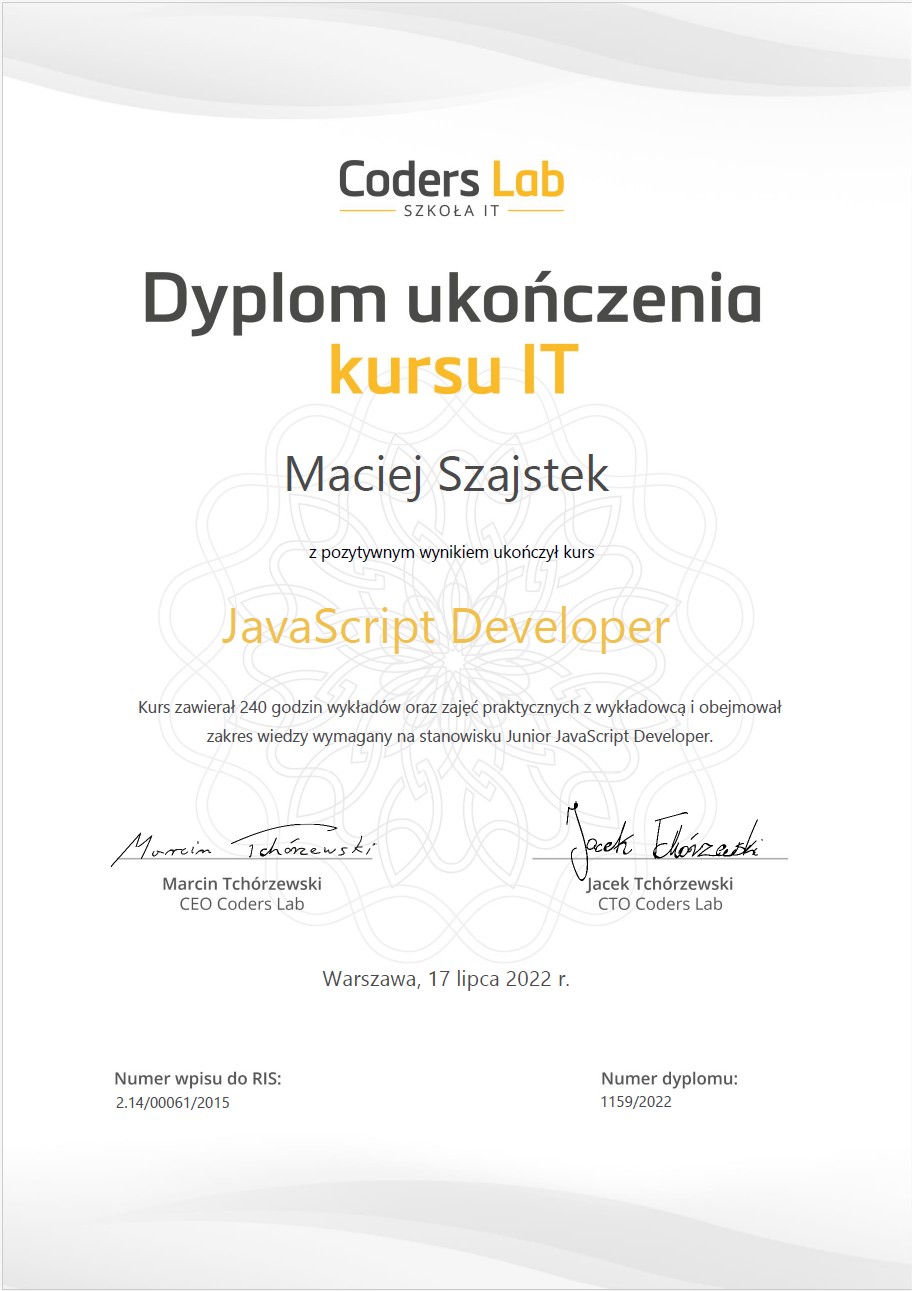 Coders Lab
SZKOŁA IT
Dyplom ukończenia
kursu IT
Maciej Szajstek
z pozytywnym wynikiem ukończył kurs
JavaScript Developer
Kurs zawierał 240 godzin wykładów oraz zajęć praktycznych z wykładowcą i obejmował
zakres wiedzy wymagany na stanowisku Junior JavaScript Developer.
Marcin Tchórzewski
Jacek Tchórzewski
Marcin Tchórzewski
CEO Coders Lab
Jacek Tchórzewski
CTO Coders Lab
Warszawa, 17 lipca 2022 r.
Numer wpisu do RIS:
2.14/00061/2015
Numer dyplomu:
1159/2022